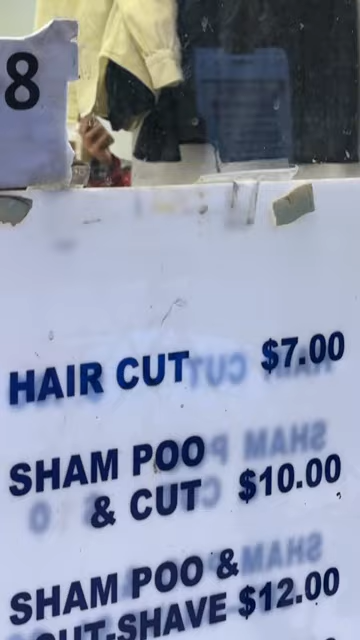 8
HAIR CUT $7.00
SHAM POO
& CUT $10.00
SHAM POO &
CUT-SHAVE $12.00